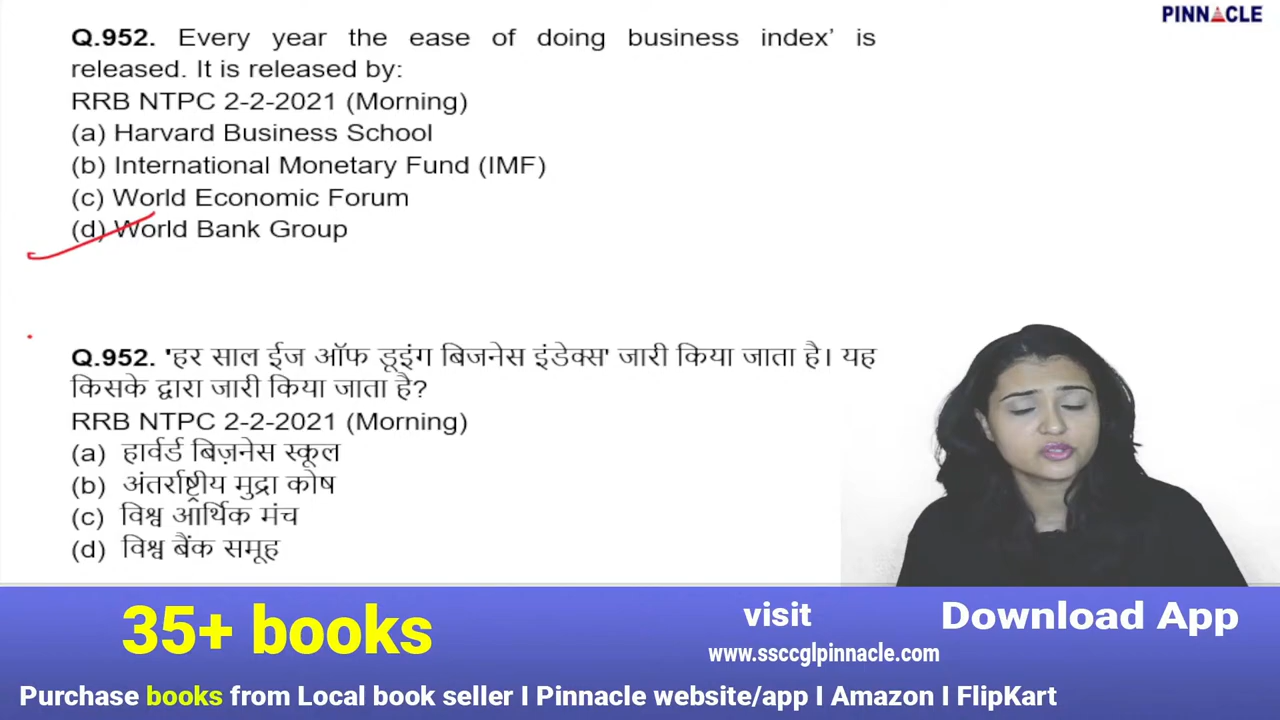 PINNACLE
Q.952. Every year the ease of doing business index’ is
released. It is released by:
RRB NTPC 2-2-2021 (Morning)
(a) Harvard Business School
(b) International Monetary Fund (IMF)
(c) World Economic Forum
(d) World Bank Group
Q.952. 'हर साल ईज ऑफ डूइंग बिजनेस इंडेक्स' जारी किया जाता है। यह
किसके द्वारा जारी किया जाता है?
RRB NTPC 2-2-2021 (Morning)
(a) हार्वर्ड बिज़नेस स्कूल
(b) अंतर्राष्ट्रीय मुद्रा कोष
(c) विश्व आर्थिक मंच
(d) विश्व बैंक समूह
35+ books
visit
www.ssccglpinnacle.com
Download App
Purchase books from Local book seller I Pinnacle website/app I Amazon I FlipKart